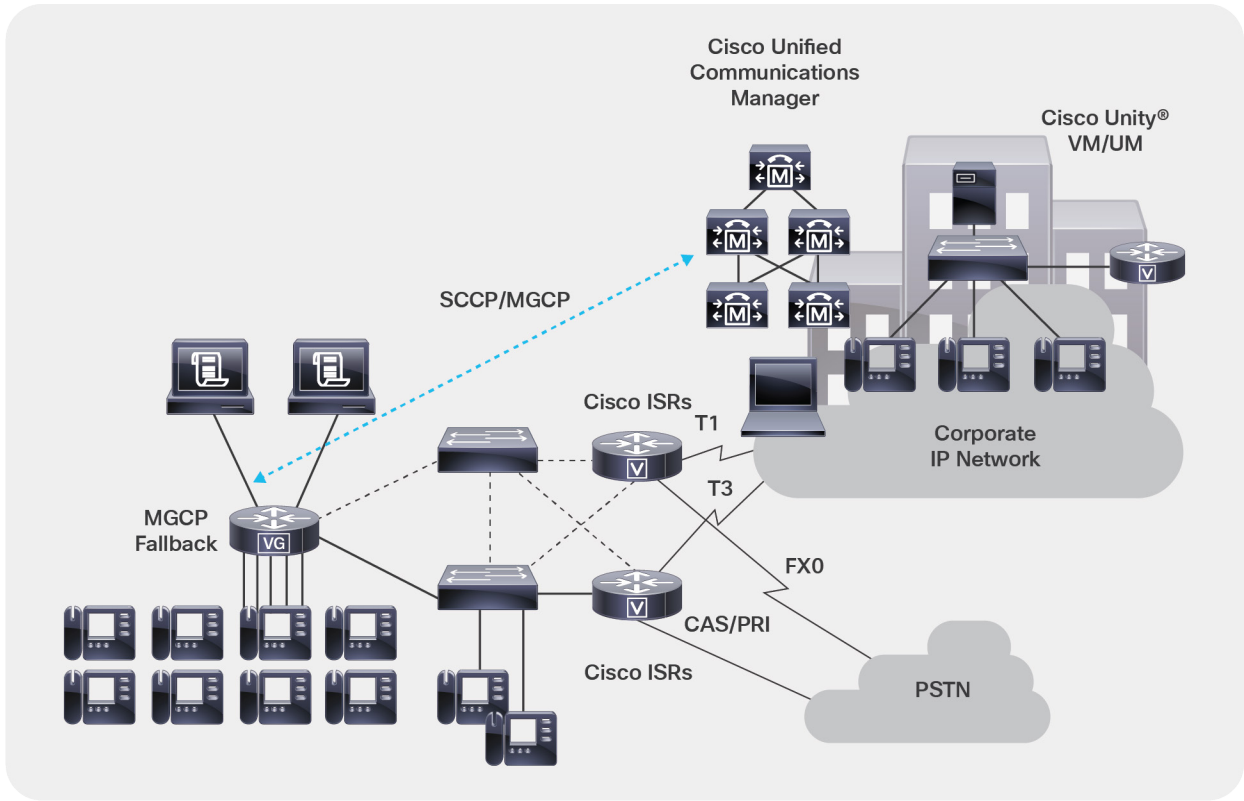 Cisco Unified
Communications
Manager
Cisco Unity®
VM/UM
M
M
M
M
M
V
SCCP/MGCP
Cisco ISRs
T1
V
Corporate
IP Network
T3
MGCP
Fallback
VG
FX0
V
CAS/PRI
Cisco ISRs
PSTN